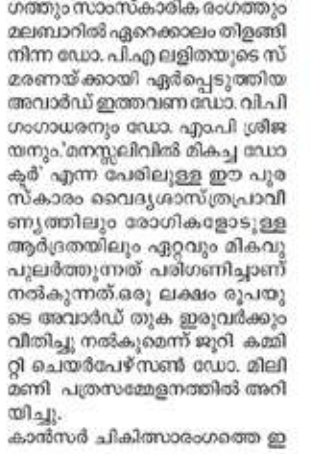 ഗത്തും സാംസ്കാരിക രംഗത്തും
മലബാറിൽ ഏറെക്കാലം തിളങ്ങി
നിന്ന ഡോ. പി.എ ലളിതയുടെ സ്
മരണയ്ക്കായി ഏർപ്പെടുത്തിയ
അവാർഡ് ഇത്തവണ ഡോ. വി.പി
ഗംഗാധരനും ഡോ. എം.പി ശ്രീജ
യനും.'മനസ്സലിവിൽ മികച്ച ഡോ
ക്ടർ' എന്ന പേരിലുള്ള ഈ പുര
സ്കാരം വൈദ്യശാസ്ത്രപ്രാവീ
ണ്യത്തിലും രോഗികളോടുള്ള
ആർദ്രതയിലും ഏറ്റവും മികവു
പുലർത്തുന്നത് പരിഗണിച്ചാണ്
നൽകുന്നത്.ഒരു ലക്ഷം രൂപയു
ടെ അവാർഡ് തുക ഇരുവർക്കും
വീതിച്ചു നൽകുമെന്ന് ജൂറി കമ്മി
റ്റി ചെയർപേഴ്സൺ ഡോ. മിലി
മണി പത്രസമ്മേളനത്തിൽ അറി
യിച്ചു.
കാൻസർ ചികിത്സാരംഗത്തെ ഇ